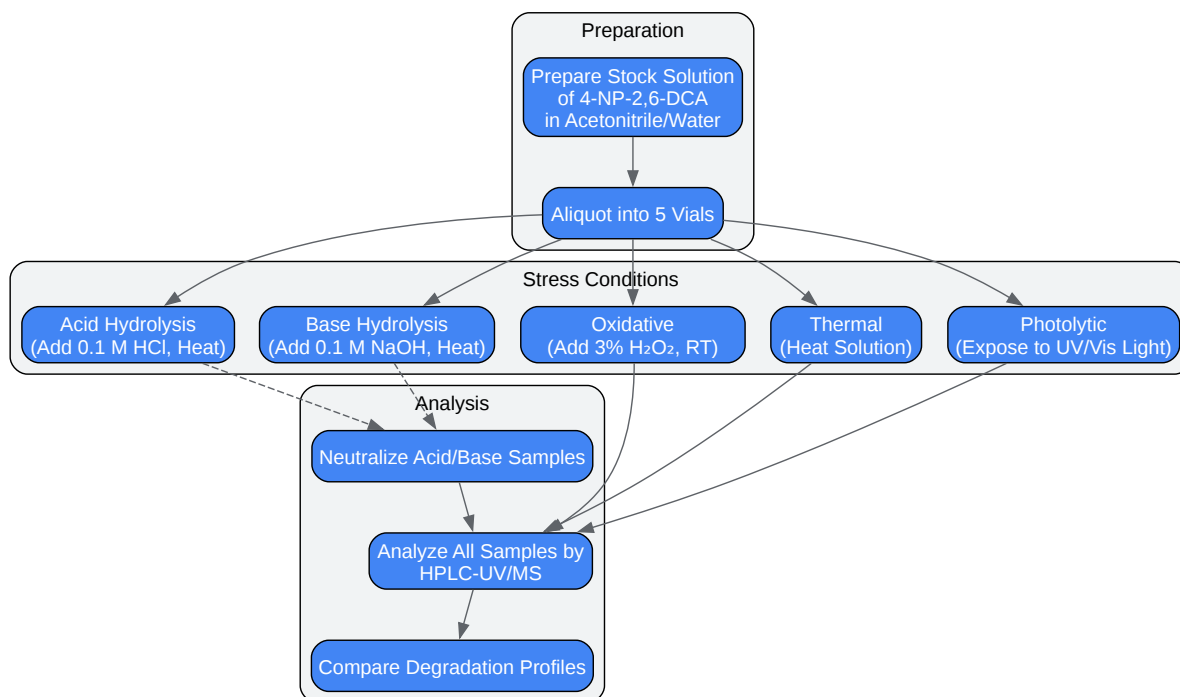 Preparation
Prepare Stock Solution
of 4-NP-2,6-DCA
in Acetonitrile/Water
Aliquot into 5 Vials
Stress Conditions
Acid Hydrolysis
(Add 0.1 M HCl, Heat)
Base Hydrolysis
(Add 0.1 M NaOH, Heat)
Oxidative
(Add 3% H₂O₂, RT)
Thermal
(Heat Solution)
Photolytic
(Expose to UV/Vis Light)
Analysis
Neutralize Acid/Base Samples
Analyze All Samples by
HPLC-UV/MS
Compare Degradation Profiles